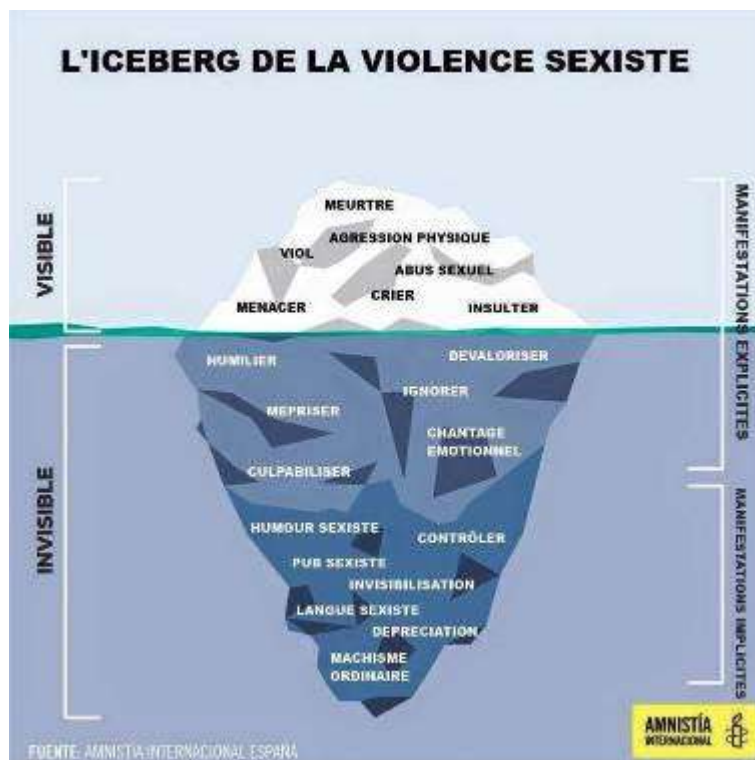 L'ICEBERG DE LA VIOLENCE SEXISTE
VISIBLE
MANIFESTATIONS EXPLICITES
MEURTRE
AGRESSION PHYSIQUE
VIOL
ABUS SEXUEL
CRIER
MENACER
INSULTER
INVISIBLE
HUMILIER
DEVALORISER
IGNORER
MEPRISER
CHANTAGE
EMOTIONNEL
CULPABILISER
MANIFESTATIONS IMPLICITES
HUMOUR SEXISTE
CONTRÔLER
PUB SEXISTE
INVISIBILISATION
LANGUE SEXISTE
DEPRECIATION
MACHISME
ORDINAIRE
AMNISTÍA
INTERNACIONAL
FUENTE: AMNISTÍA INTERNACIONAL ESPAÑA